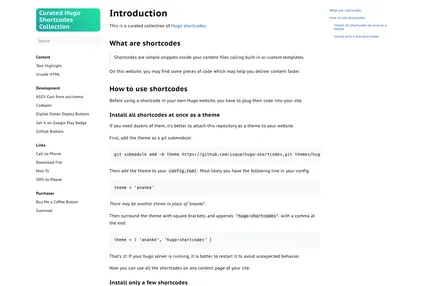 Curated Hugo
Shortcodes
Collection
Search
Content
Text Highlight
Unsafe HTML
Development
ASCII Cast from asciinema
Codepen
Digital Ocean Deploy Buttons
Get it on Google Play Badge
GitHub Buttons
Links
Call-to-Phone
Download File
Mail-To
SMS-to-Phone
Purchases
Buy Me a Coffee Button
Gumroad
Introduction
This is a curated collection of Hugo shortcodes.
What are shortcodes
Shortcodes are simple snippets inside your content files calling built-in or custom templates.
On this website, you may find some pieces of code which may help you deliver content faster.
How to use shortcodes
Before using a shortcode in your own Hugo website, you have to plug their code into your site.
Install all shortcodes at once as a theme
If you need dozens of them, it's better to attach this repository as a theme to your website.
First, add the theme as a git submodule:
git submodule add -b theme https://github.com/isqua/hugo-shortcodes.git themes/hug
Then add the theme to your config.toml. Most likely you have the following line in your config:
theme = 'ananke'
There may be another theme in place of "ananke".
Then surround the theme with square brackets, and append 'hugo-shortcodes' with a comma at
the end:
theme = [ 'ananke', 'hugo-shortcodes' ]
That's it! If your hugo server is running, it is better to restart it to avoid unexpected behavior.
Now you can use all the shortcodes on any content page of your site.
Install only a few shortcodes
What are shortcodes
How to use shortcodes
Install all shortcodes at once as a
theme
Install only a few shortcodes